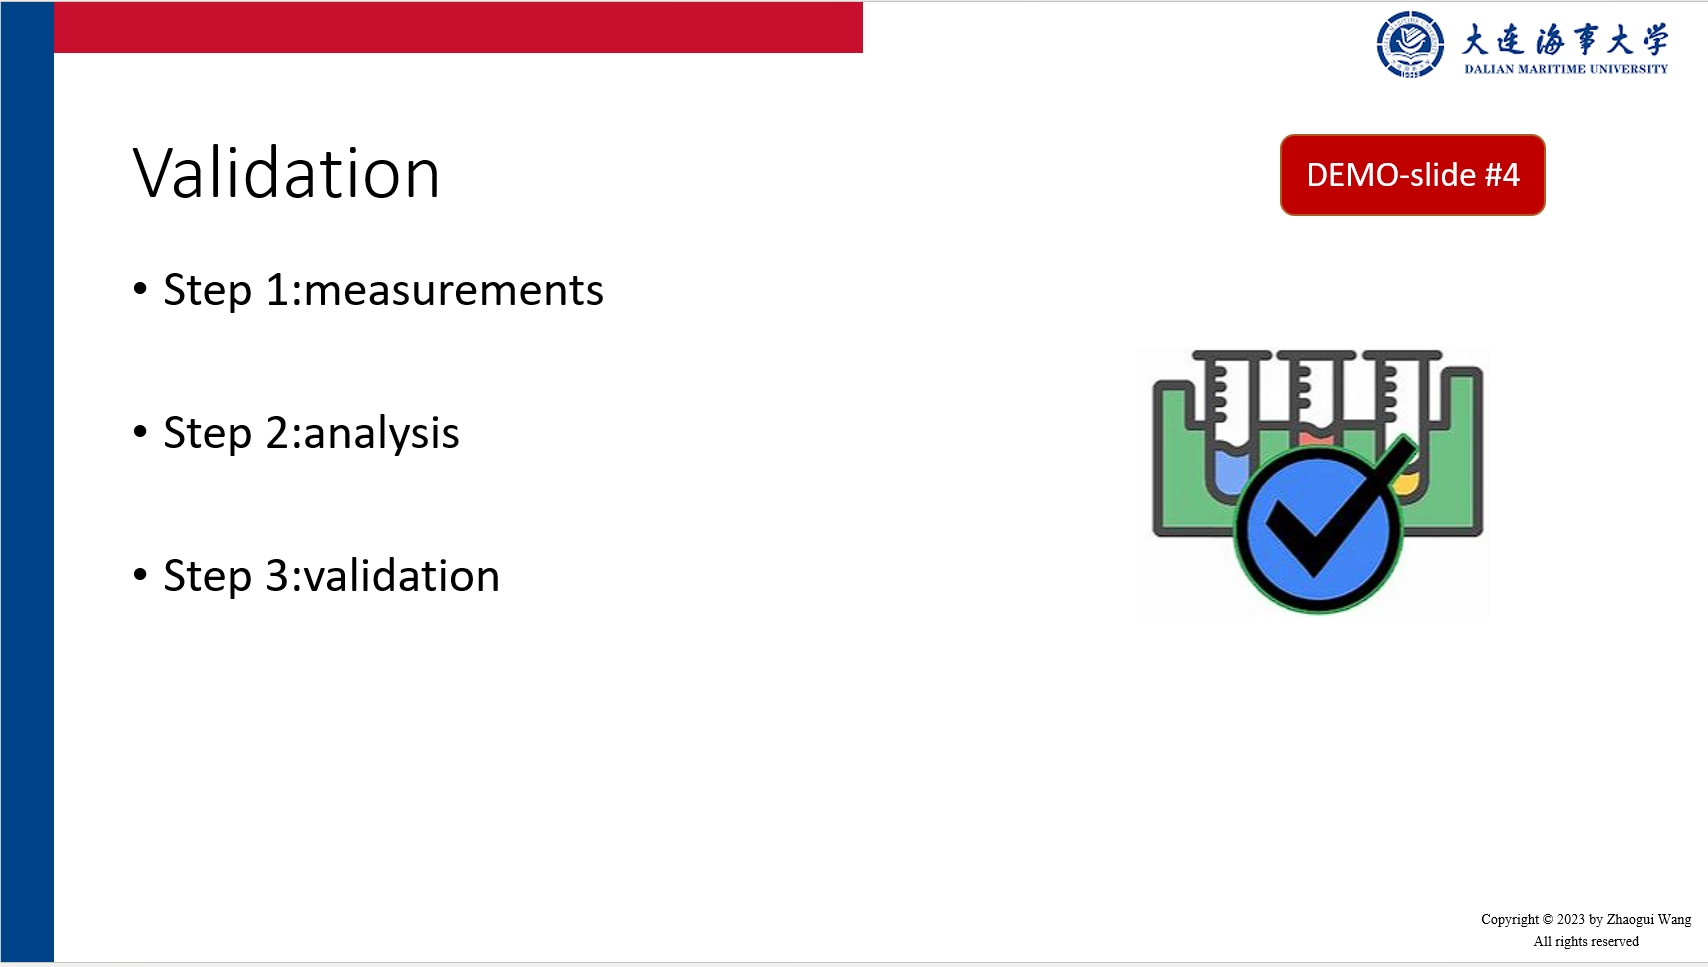 大连海事大学
DALIAN MARITIME UNIVERSITY
Validation
DEMO-slide #4
• Step 1:measurements
• Step 2:analysis
• Step 3:validation
Copyright © 2023 by Zhaogui Wang
All rights reserved